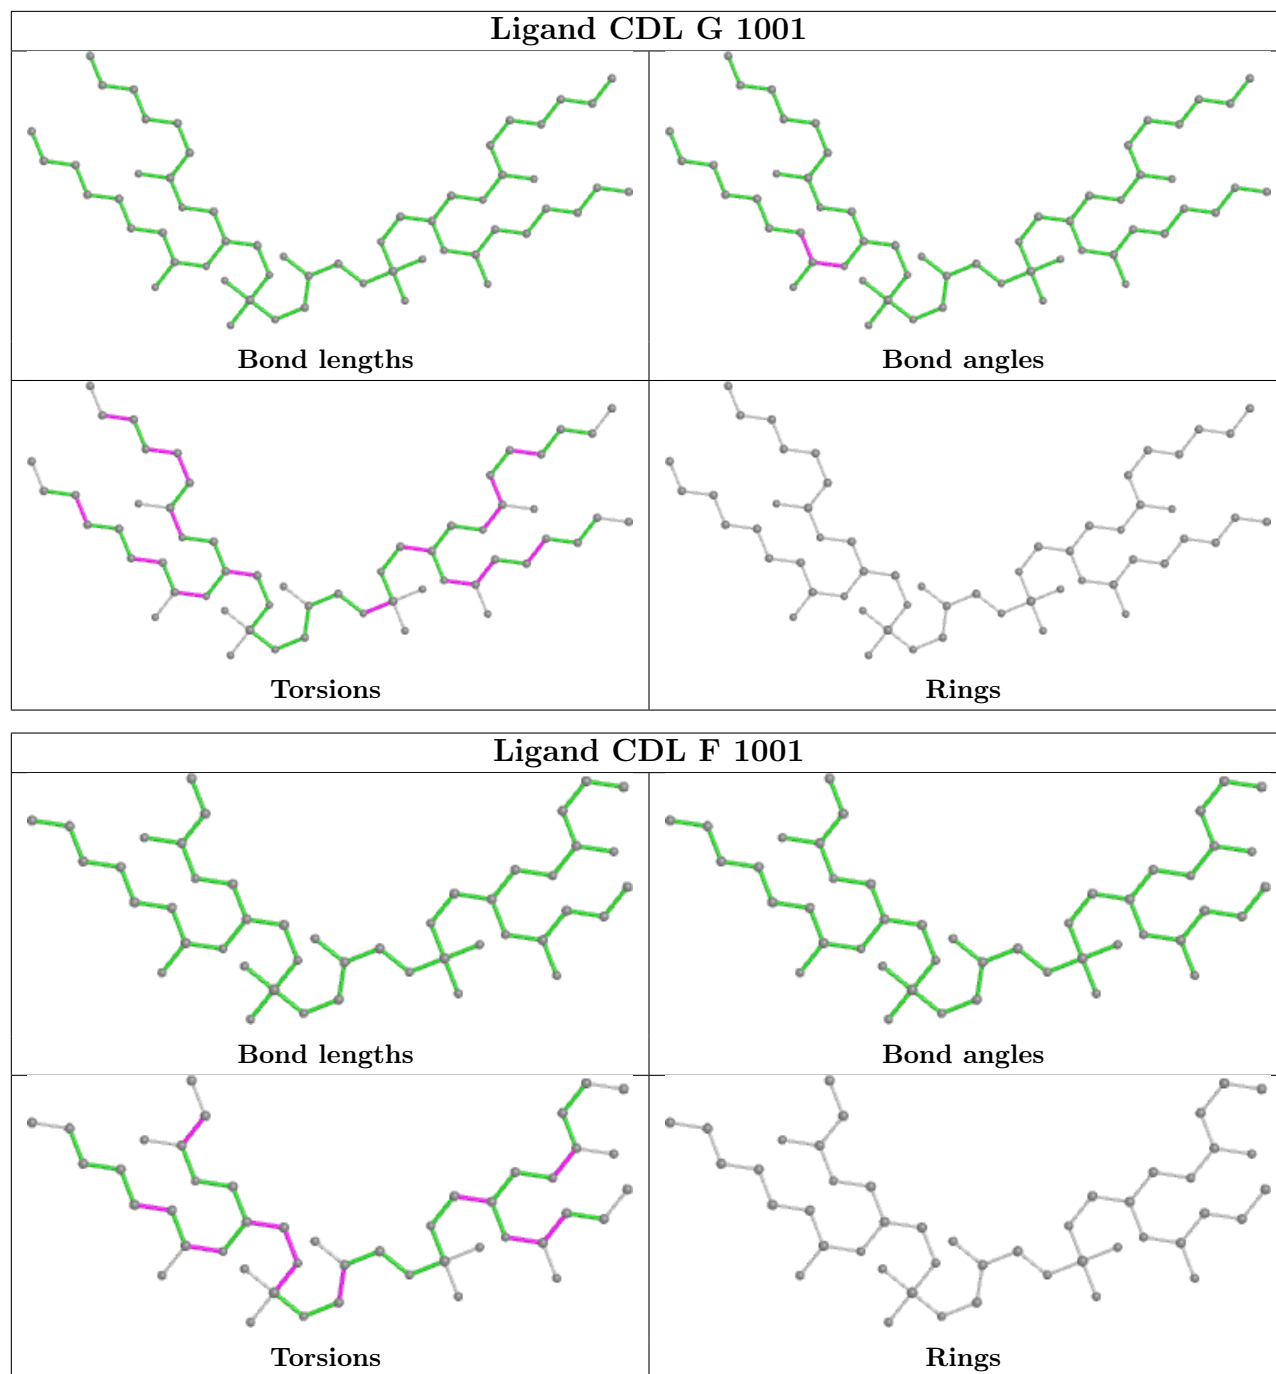 Ligand CDL G 1001
Bond lengths
Bond angles
Torsions
Rings
Ligand CDL F 1001
Bond lengths
Bond angles
Torsions
Rings